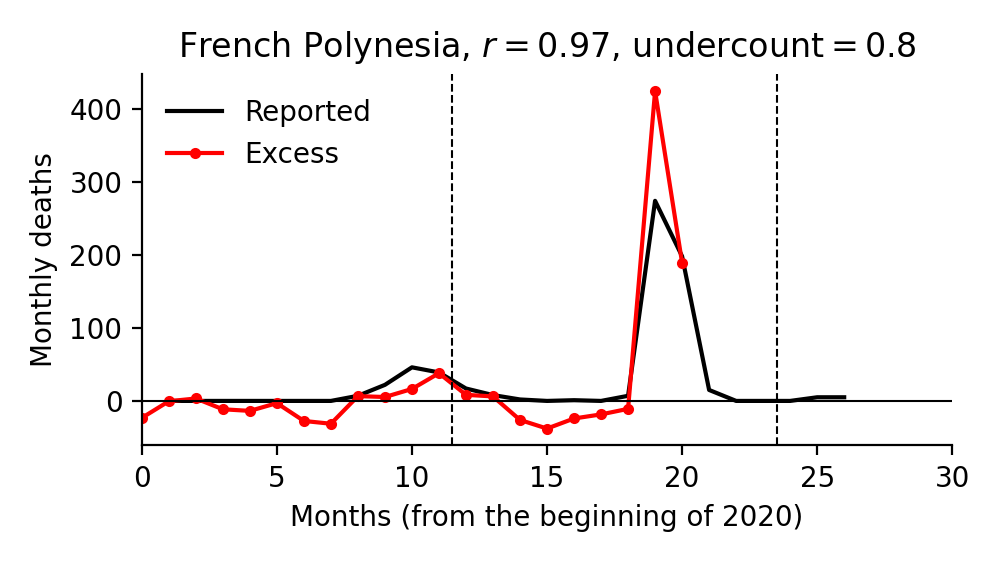 French Polynesia, r = 0.97, undercount = 0.8
Reported
Excess
Monthly deaths
400
300
200
100
0
0 5 10 15 20 25 30
Months (from the beginning of 2020)